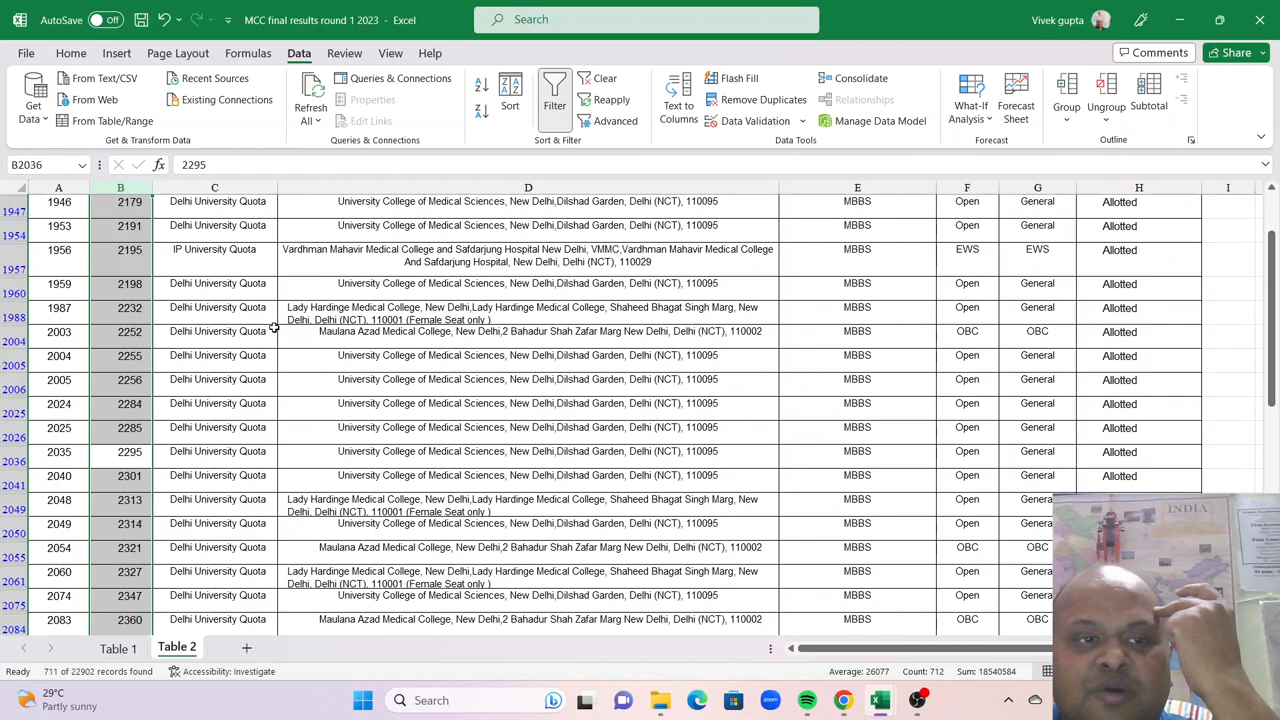 AutoSave Off MCC final results round 1 2023 - Excel Search Vivek gupta
File Home Insert Page Layout Formulas Data Review View Help Comments Share
Get Data From Text/CSV From Web From Table/Range Recent Sources Existing Connections
Get & Transform Data
Refresh All Queries & Connections Properties Edit Links
Queries & Connections
Sort Filter Clear Reapply Advanced
Sort & Filter
Text to Columns Flash Fill Remove Duplicates Data Validation Consolidate Relationships Manage Data Model
Data Tools
What-If Analysis Forecast Sheet
Forecast
Group Ungroup Subtotal
Outline
B2036 fx 2295
A B C D E F G H I
1947 1946 2179 Delhi University Quota University College of Medical Sciences, New Delhi,Dilshad Garden, Delhi (NCT), 110095 MBBS Open General Allotted
1954 1953 2191 Delhi University Quota University College of Medical Sciences, New Delhi,Dilshad Garden, Delhi (NCT), 110095 MBBS Open General Allotted
1957 1956 2195 IP University Quota Vardhman Mahavir Medical College and Safdarjung Hospital New Delhi, VMMC,Vardhman Mahavir Medical College MBBS EWS EWS Allotted
And Safdarjung Hospital, New Delhi, Delhi (NCT), 110029
1960 1959 2198 Delhi University Quota University College of Medical Sciences, New Delhi,Dilshad Garden, Delhi (NCT), 110095 MBBS Open General Allotted
1988 1987 2232 Delhi University Quota Lady Hardinge Medical College, New Delhi,Lady Hardinge Medical College, Shaheed Bhagat Singh Marg, New MBBS Open General Allotted
Delhi, Delhi (NCT), 110001 (Female Seat only )
2004 2003 2252 Delhi University Quota Maulana Azad Medical College, New Delhi,2 Bahadur Shah Zafar Marg New Delhi, Delhi (NCT), 110002 MBBS OBC OBC Allotted
2005 2004 2255 Delhi University Quota University College of Medical Sciences, New Delhi,Dilshad Garden, Delhi (NCT), 110095 MBBS Open General Allotted
2006 2005 2256 Delhi University Quota University College of Medical Sciences, New Delhi,Dilshad Garden, Delhi (NCT), 110095 MBBS Open General Allotted
2025 2024 2284 Delhi University Quota University College of Medical Sciences, New Delhi,Dilshad Garden, Delhi (NCT), 110095 MBBS Open General Allotted
2026 2025 2285 Delhi University Quota University College of Medical Sciences, New Delhi,Dilshad Garden, Delhi (NCT), 110095 MBBS Open General Allotted
2036 2035 2295 Delhi University Quota University College of Medical Sciences, New Delhi,Dilshad Garden, Delhi (NCT), 110095 MBBS Open General Allotted
2041 2040 2301 Delhi University Quota University College of Medical Sciences, New Delhi,Dilshad Garden, Delhi (NCT), 110095 MBBS Open General Allotted
2049 2048 2313 Delhi University Quota Lady Hardinge Medical College, New Delhi,Lady Hardinge Medical College, Shaheed Bhagat Singh Marg, New MBBS Open General
Delhi, Delhi (NCT), 110001 (Female Seat only )
2050 2049 2314 Delhi University Quota University College of Medical Sciences, New Delhi,Dilshad Garden, Delhi (NCT), 110095 MBBS Open General
2055 2054 2321 Delhi University Quota Maulana Azad Medical College, New Delhi,2 Bahadur Shah Zafar Marg New Delhi, Delhi (NCT), 110002 MBBS OBC OBC
2061 2060 2327 Delhi University Quota Lady Hardinge Medical College, New Delhi,Lady Hardinge Medical College, Shaheed Bhagat Singh Marg, New MBBS Open General
Delhi, Delhi (NCT), 110001 (Female Seat only )
2075 2074 2347 Delhi University Quota University College of Medical Sciences, New Delhi,Dilshad Garden, Delhi (NCT), 110095 MBBS Open General
2084 2083 2360 Delhi University Quota Maulana Azad Medical College, New Delhi,2 Bahadur Shah Zafar Marg New Delhi, Delhi (NCT), 110002 MBBS OBC OBC
INDIA
Table 1 Table 2
Ready 711 of 22902 records found Accessibility: Investigate Average: 26077 Count: 712 Sum: 18540584
29°C
Partly sunny
Search zoom